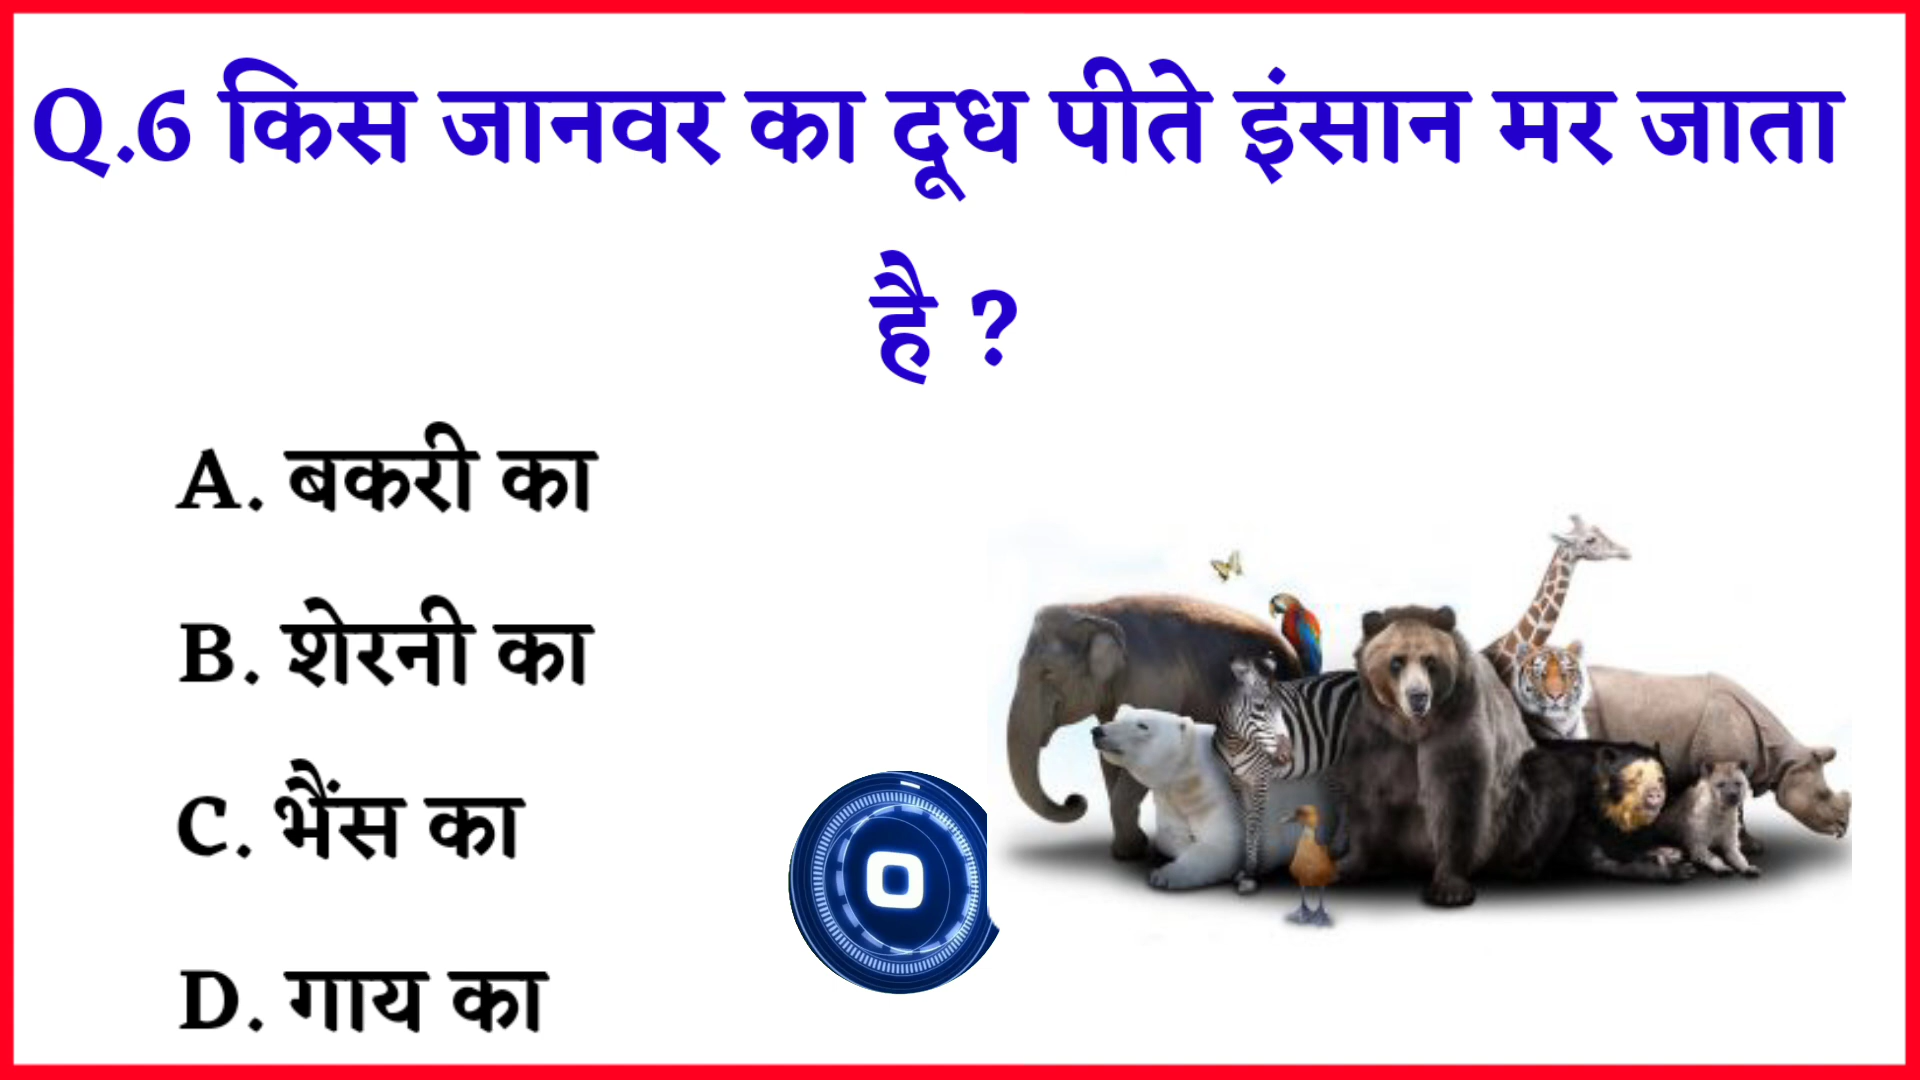 Q.6 किस जानवर का दूध पीते इंसान मर जाता
है ?
A. बकरी का
B. शेरनी का
C. भैंस का
D. गाय का